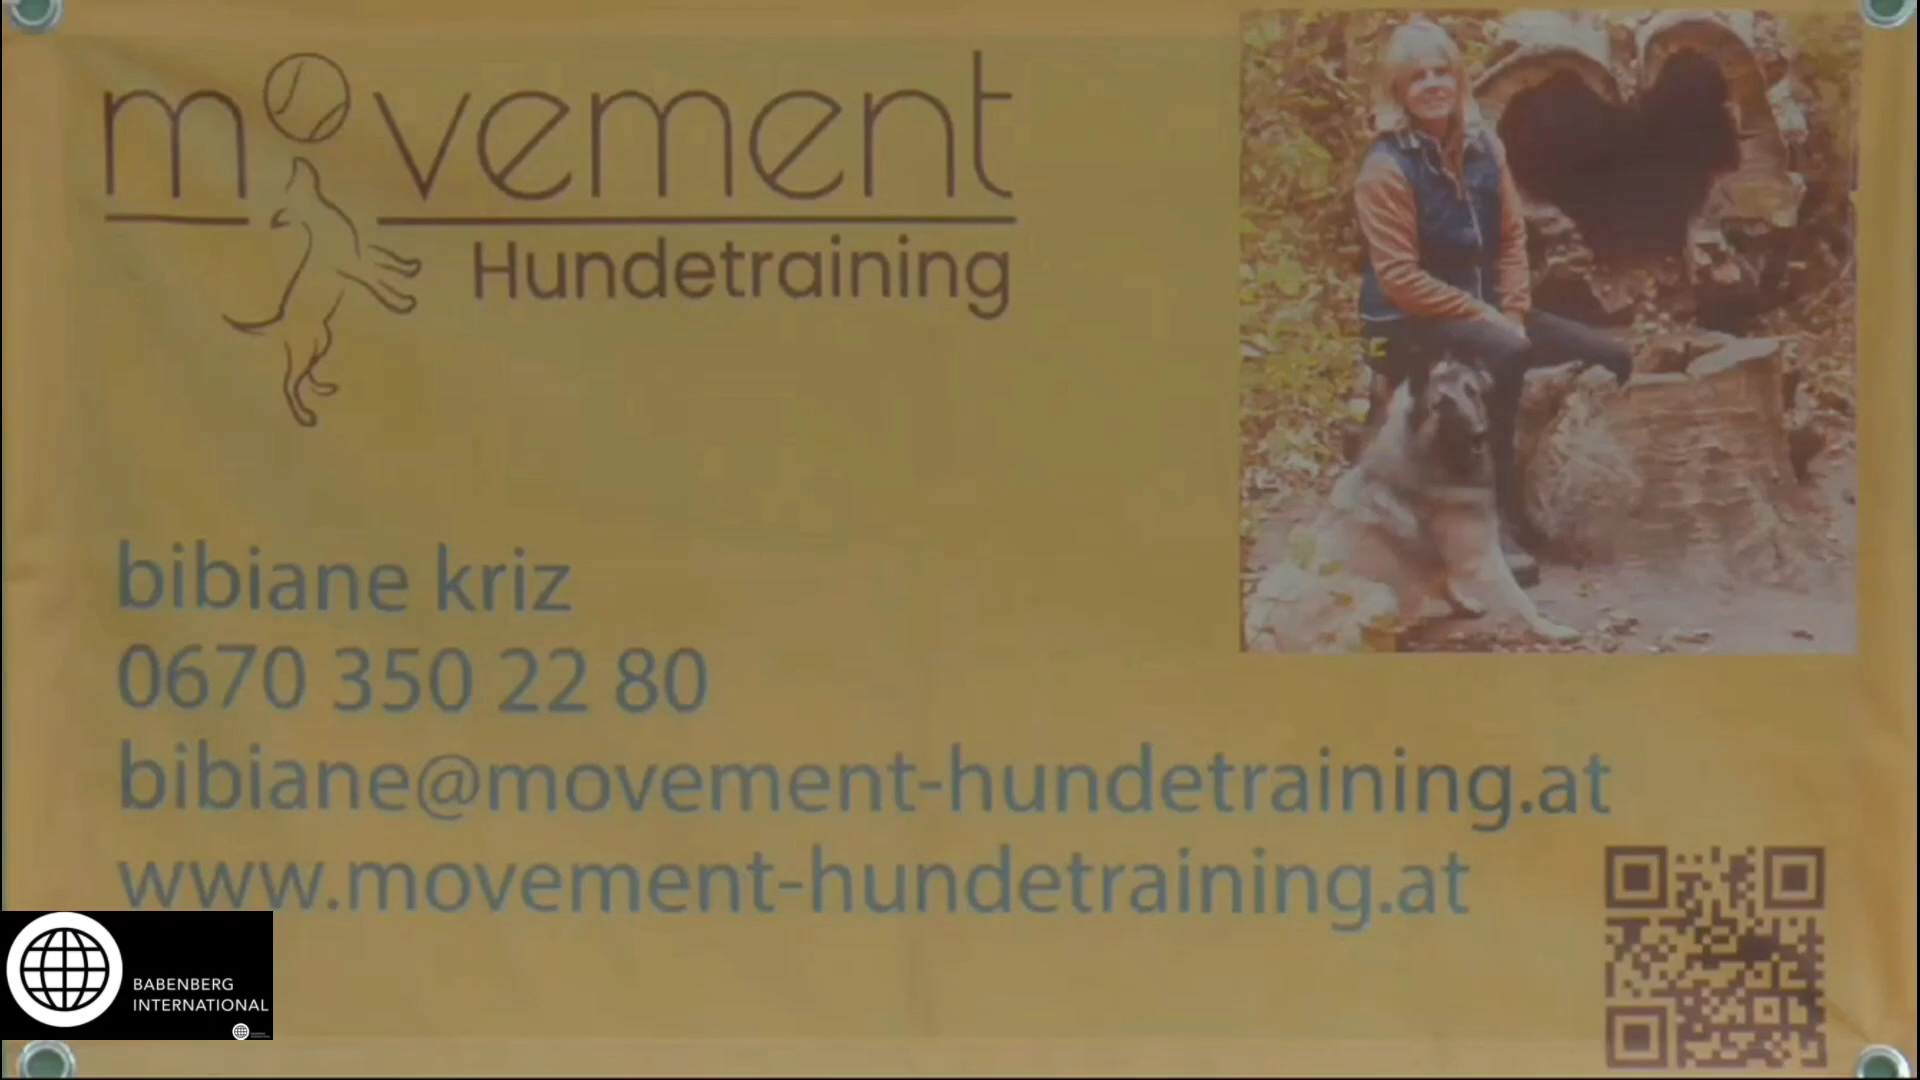 movement
Hundetraining
bibiane kriz
0670 350 22 80
bibiane@movement-hundetraining.at
www.movement-hundetraining.at
BABENBERG
INTERNATIONAL